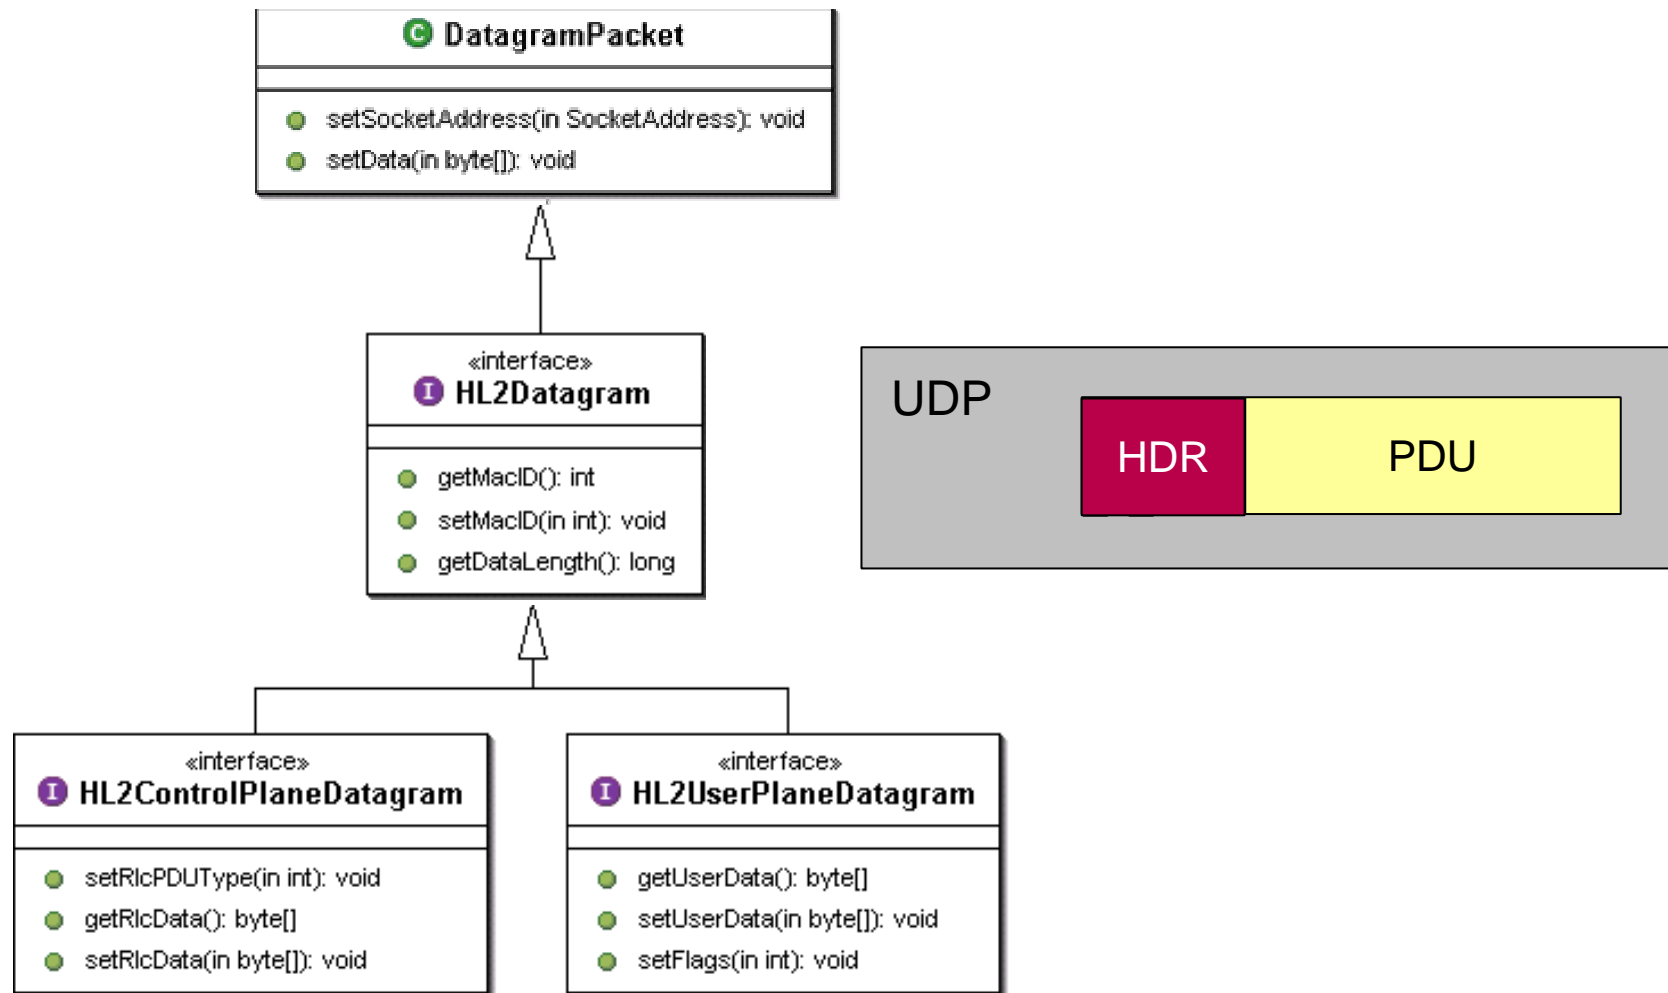 C DatagramPacket
setSocketAddress(in SocketAddress): void
setData(in byte[]): void
«interface»
I HL2Datagram
getMacID(): int
setMacID(in int): void
getDataLength(): long
UDP
HDR
PDU
«interface»
I HL2ControlPlaneDatagram
setRlcPDUType(in int): void
getRlcData(): byte[]
setRlcData(in byte[]): void
«interface»
I HL2UserPlaneDatagram
getUserData(): byte[]
setUserData(in byte[]): void
setFlags(in int): void